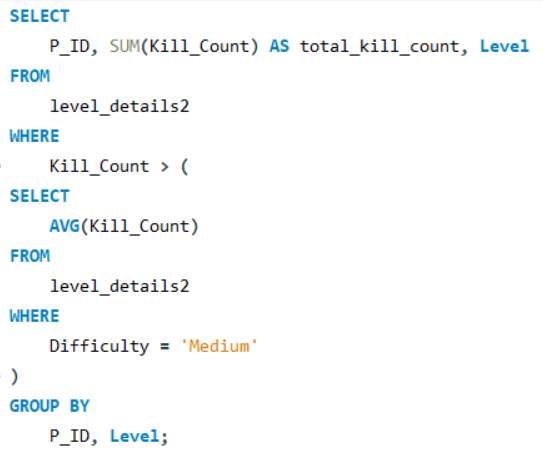 SELECT
P_ID, SUM(Kill_Count) AS total_kill_count, Level
FROM
level_details2
WHERE
Kill_Count > (
SELECT
AVG(Kill_Count)
FROM
level_details2
WHERE
Difficulty = 'Medium'
)
GROUP BY
P_ID, Level;